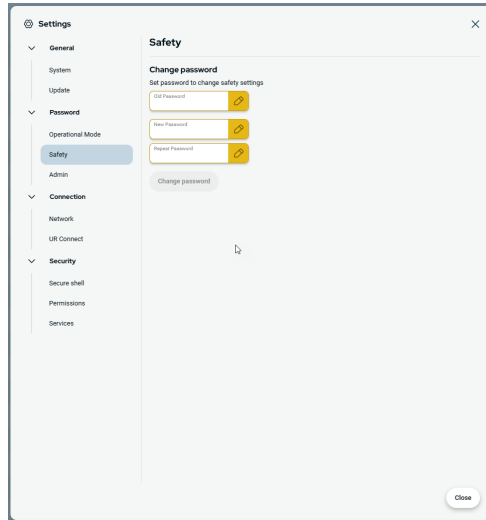 Settings
General
System
Update
Password
Operational Mode
Safety
Admin
Connection
Network
UR Connect
Security
Secure shell
Permissions
Services
Safety
Change password
Set password to change safety settings
Old Password
New Password
Repeat Password
Change password
Close